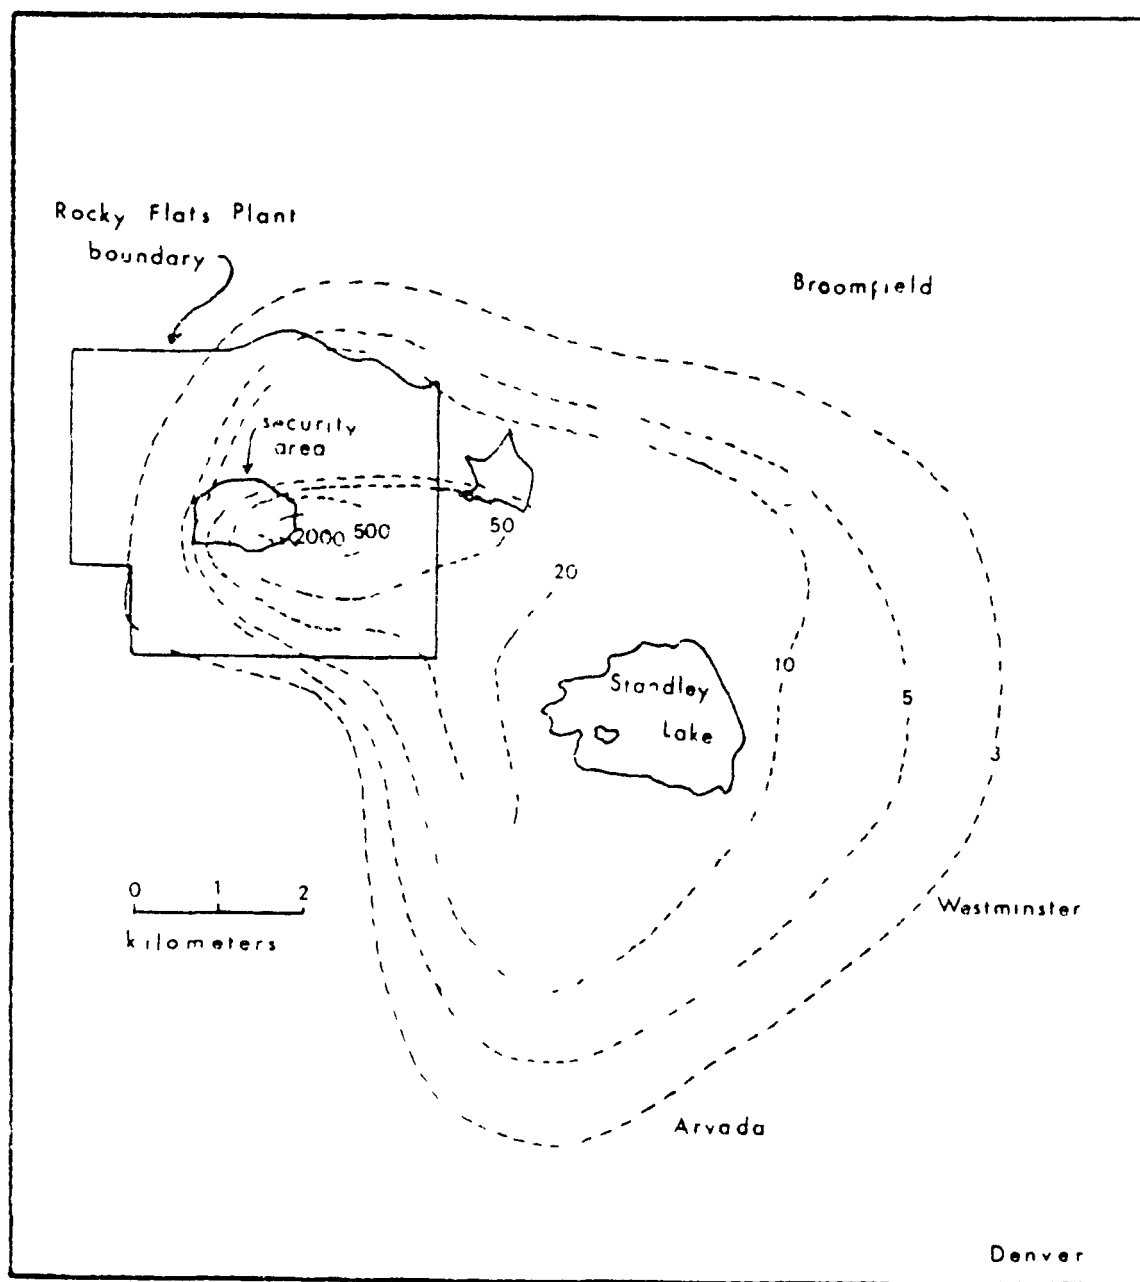 Rocky Flats Plant
boundary
Broomfield
security
area
2000
500
50
20
10
5
3
Standley
Lake
0 1 2
kilometers
Westminster
Arvada
Denver